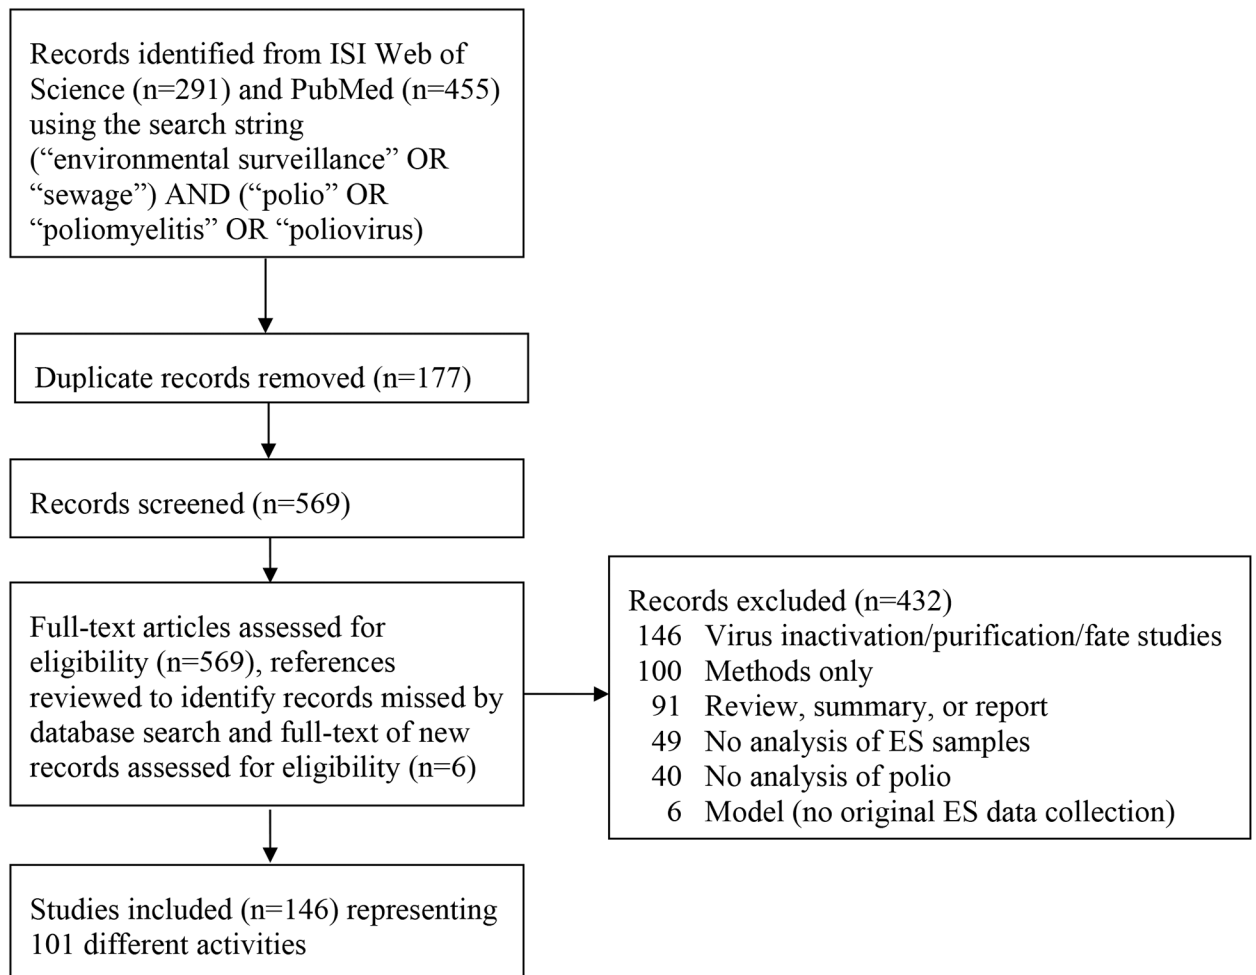 Records identified from ISI Web of
Science (n=291) and PubMed (n=455)
using the search string
(“environmental surveillance” OR
“sewage”) AND (“polio” OR
“poliomyelitis” OR “poliovirus)
Duplicate records removed (n=177)
Records screened (n=569)
Full-text articles assessed for
eligibility (n=569), references
reviewed to identify records missed by
database search and full-text of new
records assessed for eligibility (n=6)
Records excluded (n=432)
146 Virus inactivation/purification/fate studies
100 Methods only
91 Review, summary, or report
49 No analysis of ES samples
40 No analysis of polio
6 Model (no original ES data collection)
Studies included (n=146) representing
101 different activities